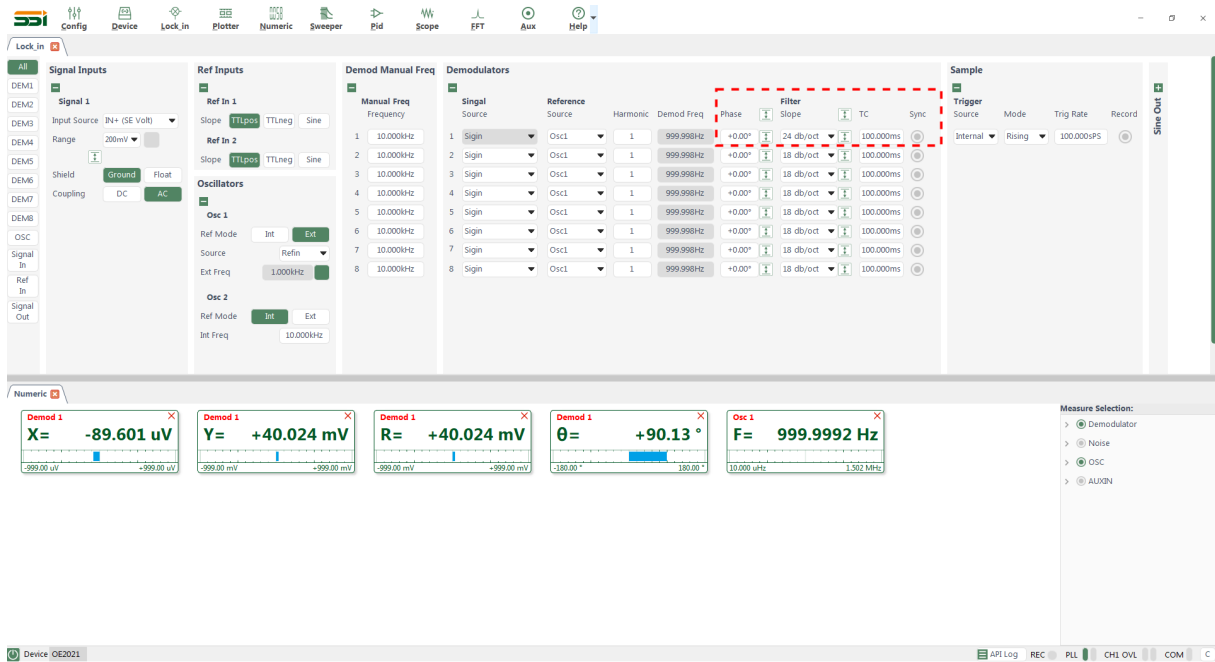 SSI Config Device Lock_in Plotter Numeric Sweeper Pid Scope FFT Aux Help
Lock_in
All
DEM1
DEM2
DEM3
DEM4
DEM5
DEM6
DEM7
DEM8
OSC
Signal
In
Ref
In
Signal
Out
Signal Inputs
Signal 1
Input Source IN+ (SE Volt)
Range 200mV
Shield Ground Float
Coupling DC AC
Ref Inputs
Ref In 1
Slope TTLpos TTLneg Sine
Ref In 2
Slope TTLpos TTLneg Sine
Oscillators
Osc 1
Ref Mode Int Ext
Source Refin
Ext Freq 1.000kHz
Osc 2
Ref Mode Int Ext
Int Freq 10.000kHz
Demod Manual Freq
Manual Freq
Frequency
1 10.000kHz
2 10.000kHz
3 10.000kHz
4 10.000kHz
5 10.000kHz
6 10.000kHz
7 10.000kHz
8 10.000kHz
Demodulators
Singal Reference Filter
Source Source Harmonic Demod Freq Phase Slope TC Sync
1 Sigin Osc1 1 999.998Hz +0.00° 24 db/oct 100.000ms
2 Sigin Osc1 1 999.998Hz +0.00° 18 db/oct 100.000ms
3 Sigin Osc1 1 999.998Hz +0.00° 18 db/oct 100.000ms
4 Sigin Osc1 1 999.998Hz +0.00° 18 db/oct 100.000ms
5 Sigin Osc1 1 999.998Hz +0.00° 18 db/oct 100.000ms
6 Sigin Osc1 1 999.998Hz +0.00° 18 db/oct 100.000ms
7 Sigin Osc1 1 999.998Hz +0.00° 18 db/oct 100.000ms
8 Sigin Osc1 1 999.998Hz +0.00° 18 db/oct 100.000ms
Sample
Trigger
Source Mode Trig Rate Record
Internal Rising 100.000sPS
Sine Out
Numeric
Demod 1
X= -89.601 uV
-999.00 uV +999.00 uV
Demod 1
Y= +40.024 mV
-999.00 mV +999.00 mV
Demod 1
R= +40.024 mV
-999.00 mV +999.00 mV
Demod 1
θ= +90.13 °
-180.00 ° 180.00 °
Osc 1
F= 999.9992 Hz
10.000 uHz 1.502 MHz
Measure Selection:
Demodulator
Noise
OSC
AUXIN
Device OE2021 API Log REC PLL CH1 OVL COM C